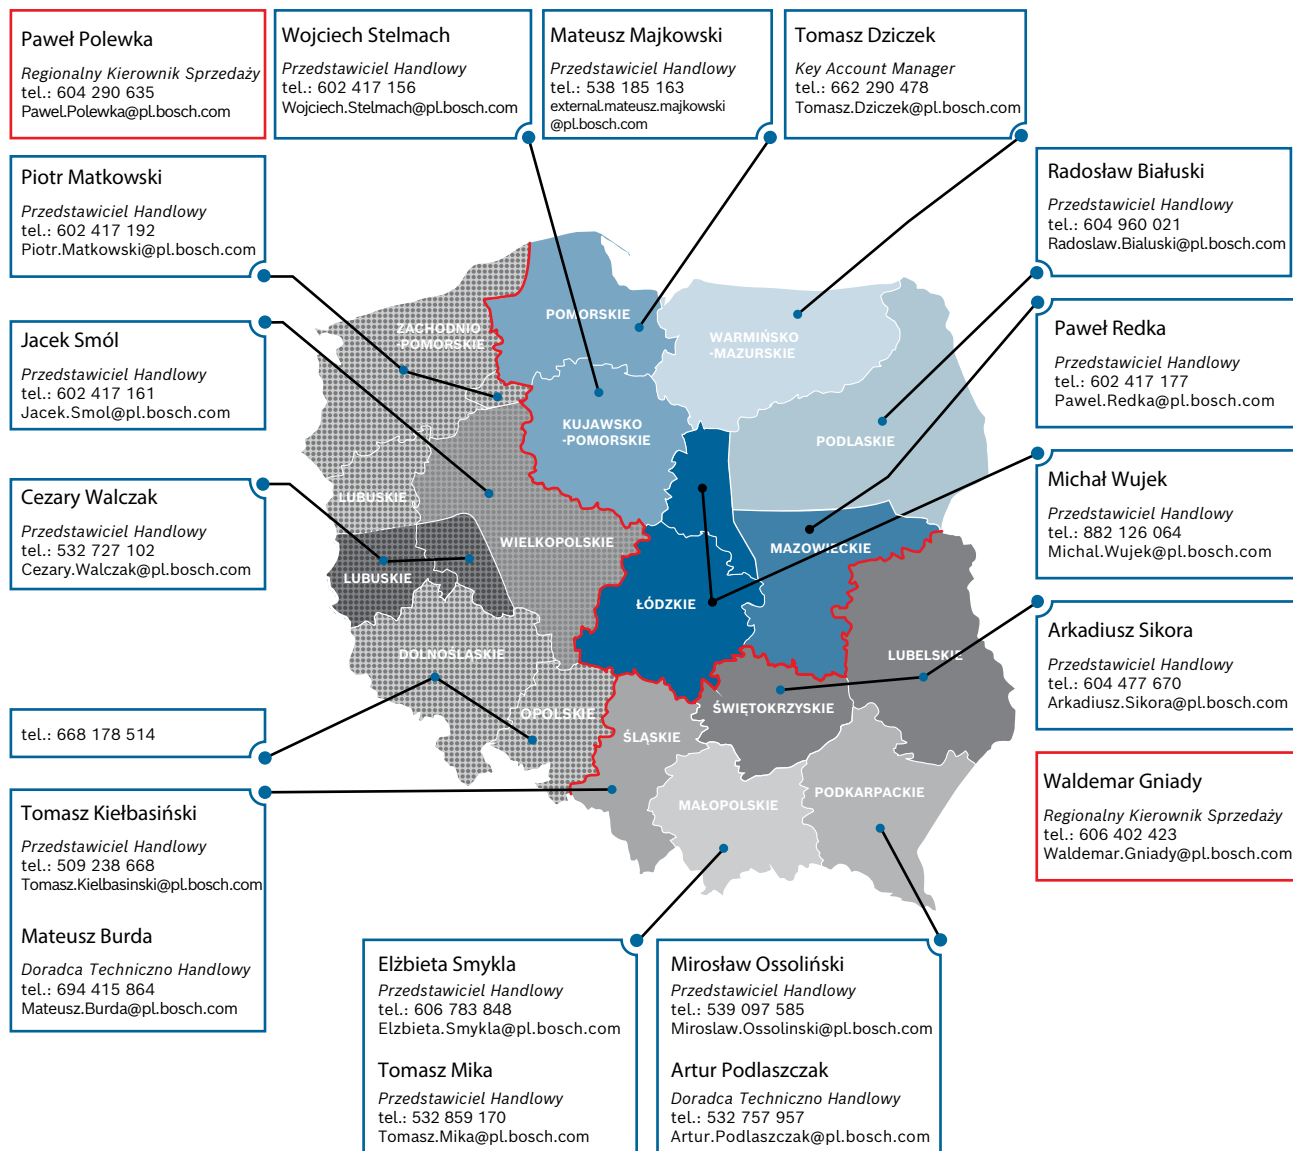 Paweł Polewka
Regionalny Kierownik Sprzedaży
tel.: 604 290 635
Pawel.Polewka@pl.bosch.com
Wojciech Stelmach
Przedstawiciel Handlowy
tel.: 602 417 156
Wojciech.Stelmach@pl.bosch.com
Mateusz Majkowski
Przedstawiciel Handlowy
tel.: 538 185 163
external.mateusz.majkowski
@pl.bosch.com
Tomasz Dziczek
Key Account Manager
tel.: 662 290 478
Tomasz.Dziczek@pl.bosch.com
Piotr Matkowski
Przedstawiciel Handlowy
tel.: 602 417 192
Piotr.Matkowski@pl.bosch.com
Radosław Białuski
Przedstawiciel Handlowy
tel.: 604 960 021
Radoslaw.Bialuski@pl.bosch.com
Jacek Smól
Przedstawiciel Handlowy
tel.: 602 417 161
Jacek.Smol@pl.bosch.com
Paweł Redka
Przedstawiciel Handlowy
tel.: 602 417 177
Pawel.Redka@pl.bosch.com
Cezary Walczak
Przedstawiciel Handlowy
tel.: 532 727 102
Cezary.Walczak@pl.bosch.com
Michał Wujek
Przedstawiciel Handlowy
tel.: 882 126 064
Michal.Wujek@pl.bosch.com
Arkadiusz Sikora
Przedstawiciel Handlowy
tel.: 604 477 670
Arkadiusz.Sikora@pl.bosch.com
tel.: 668 178 514
Waldemar Gniady
Regionalny Kierownik Sprzedaży
tel.: 606 402 423
Waldemar.Gniady@pl.bosch.com
Tomasz Kiełbasiński
Przedstawiciel Handlowy
tel.: 509 238 668
Tomasz.Kielbasinski@pl.bosch.com
Mateusz Burda
Doradca Techniczno Handlowy
tel.: 694 415 864
Mateusz.Burda@pl.bosch.com
Elżbieta Smykla
Przedstawiciel Handlowy
tel.: 606 783 848
Elzbieta.Smykla@pl.bosch.com
Tomasz Mika
Przedstawiciel Handlowy
tel.: 532 859 170
Tomasz.Mika@pl.bosch.com
Mirosław Ossoliński
Przedstawiciel Handlowy
tel.: 539 097 585
Miroslaw.Ossolinski@pl.bosch.com
Artur Podlaszczak
Doradca Techniczno Handlowy
tel.: 532 757 957
Artur.Podlaszczak@pl.bosch.com
ZACHODNIO
-POMORSKIE
POMORSKIE
WARMIŃSKO
-MAZURSKIE
KUJAWSKO
-POMORSKIE
PODLASKIE
LUBUSKIE
WIELKOPOLSKIE
MAZOWIECKIE
LUBUSKIE
ŁÓDZKIE
DOLNOŚLĄSKIE
LUBELSKIE
OPOLSKIE
ŚWIĘTOKRZYSKIE
ŚLĄSKIE
MAŁOPOLSKIE
PODKARPACKIE